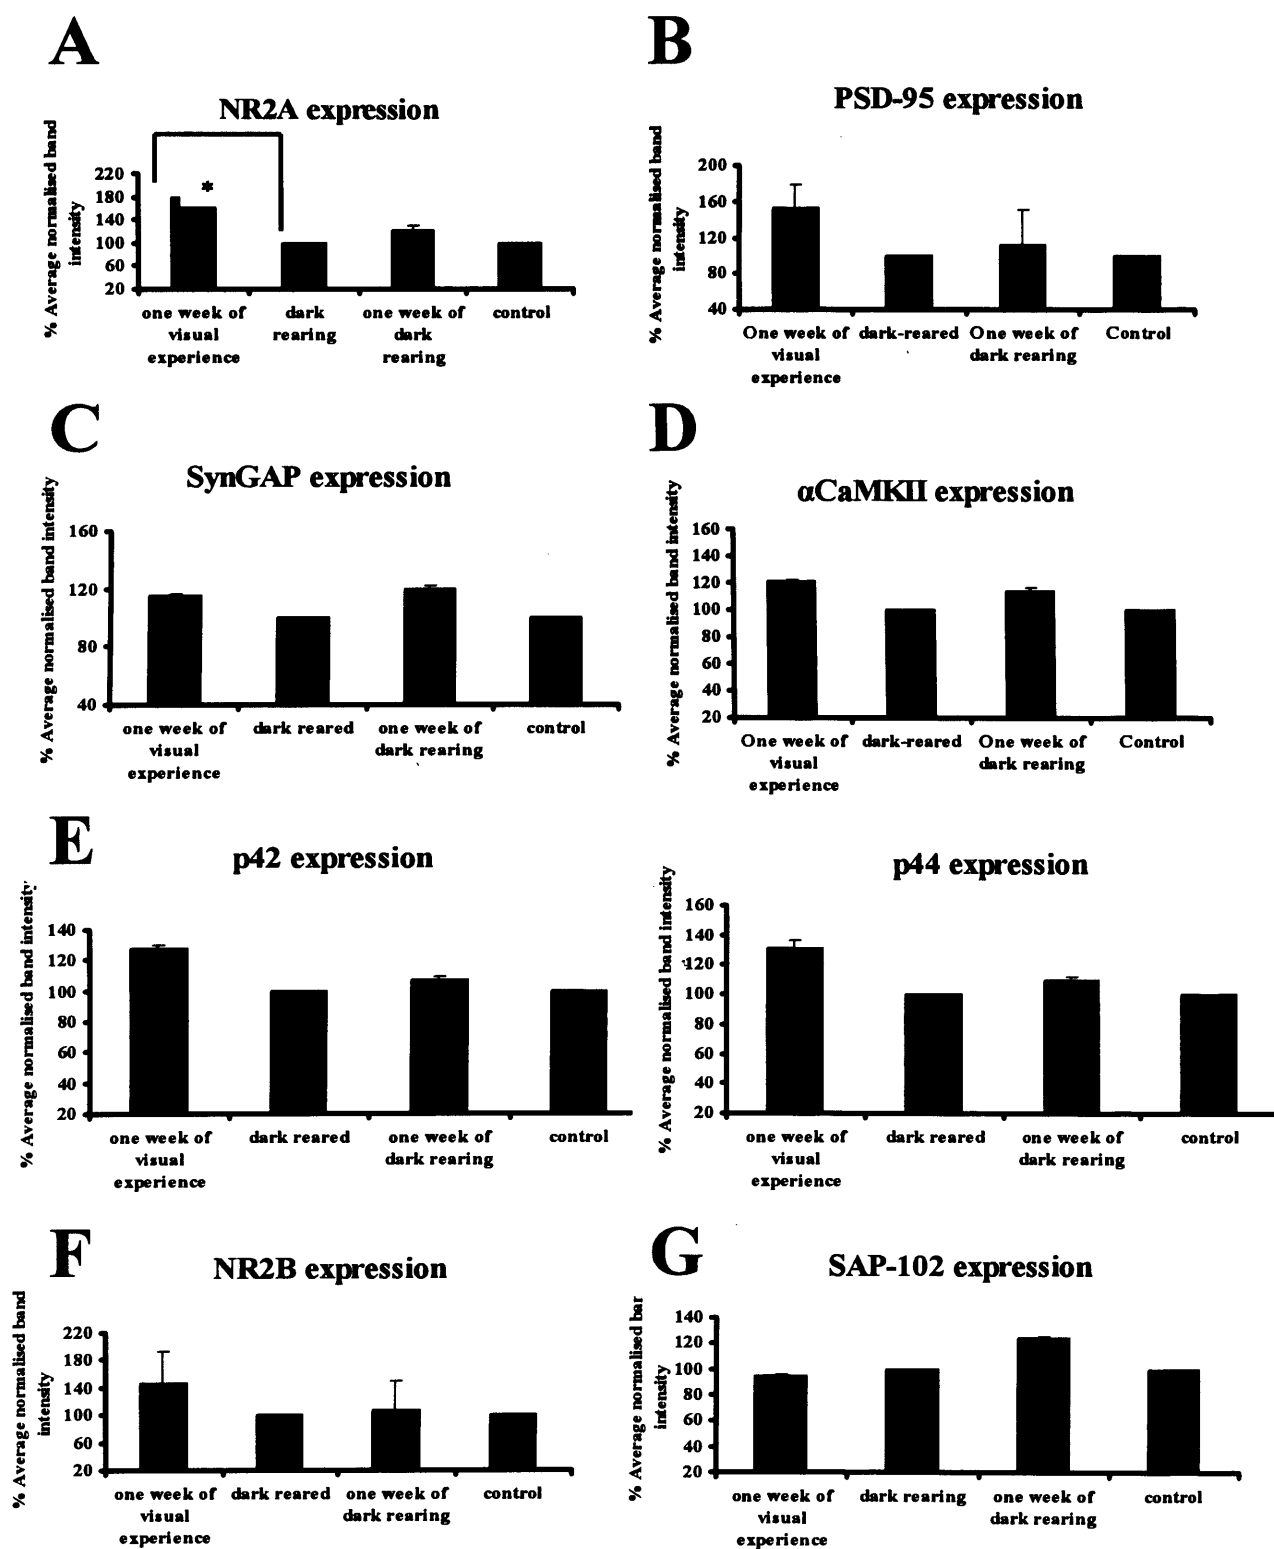 A
NR2A expression
% Average normalised band
intensity
220
180
140
100
60
20
*
one week of
visual
experience
dark
rearing
one week of
dark
rearing
control
B
PSD-95 expression
% Average normalised band
intensity
200
160
120
80
40
One week of
visual
experience
dark-reared
One week of
dark rearing
Control
C
SynGAP expression
% Average normalised band intensity
160
120
80
40
one week of
visual
experience
dark reared
one week of
dark rearing
control
D
αCaMKII expression
% Average normalised band intensity
160
140
120
100
80
60
40
20
One week of
visual
experience
dark-reared
One week of
dark rearing
Control
E
p42 expression
% Average normalised band intensity
140
120
100
80
60
40
20
one week of
visual
experience
dark reared
one week of
dark rearing
control
p44 expression
% Average normalised band intensity
160
140
120
100
80
60
40
20
one week of
visual
experience
dark reared
one week of
dark rearing
control
F
NR2B expression
% Average normalised band
intensity
220
180
140
100
60
20
one week of
visual
experience
dark reared
one week of
dark rearing
control
G
SAP-102 expression
% Average normalised bar
intensity
140
120
100
80
60
40
20
one week of
visual
experience
dark rearing
one week of
dark rearing
control